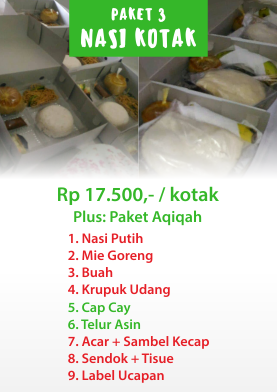 PAKET 3
NASI KOTAK
Rp 17.500,- / kotak
Plus: Paket Aqiqah
1. Nasi Putih
2. Mie Goreng
3. Buah
4. Krupuk Udang
5. Cap Cay
6. Telur Asin
7. Acar + Sambel Kecap
8. Sendok + Tisue
9. Label Ucapan